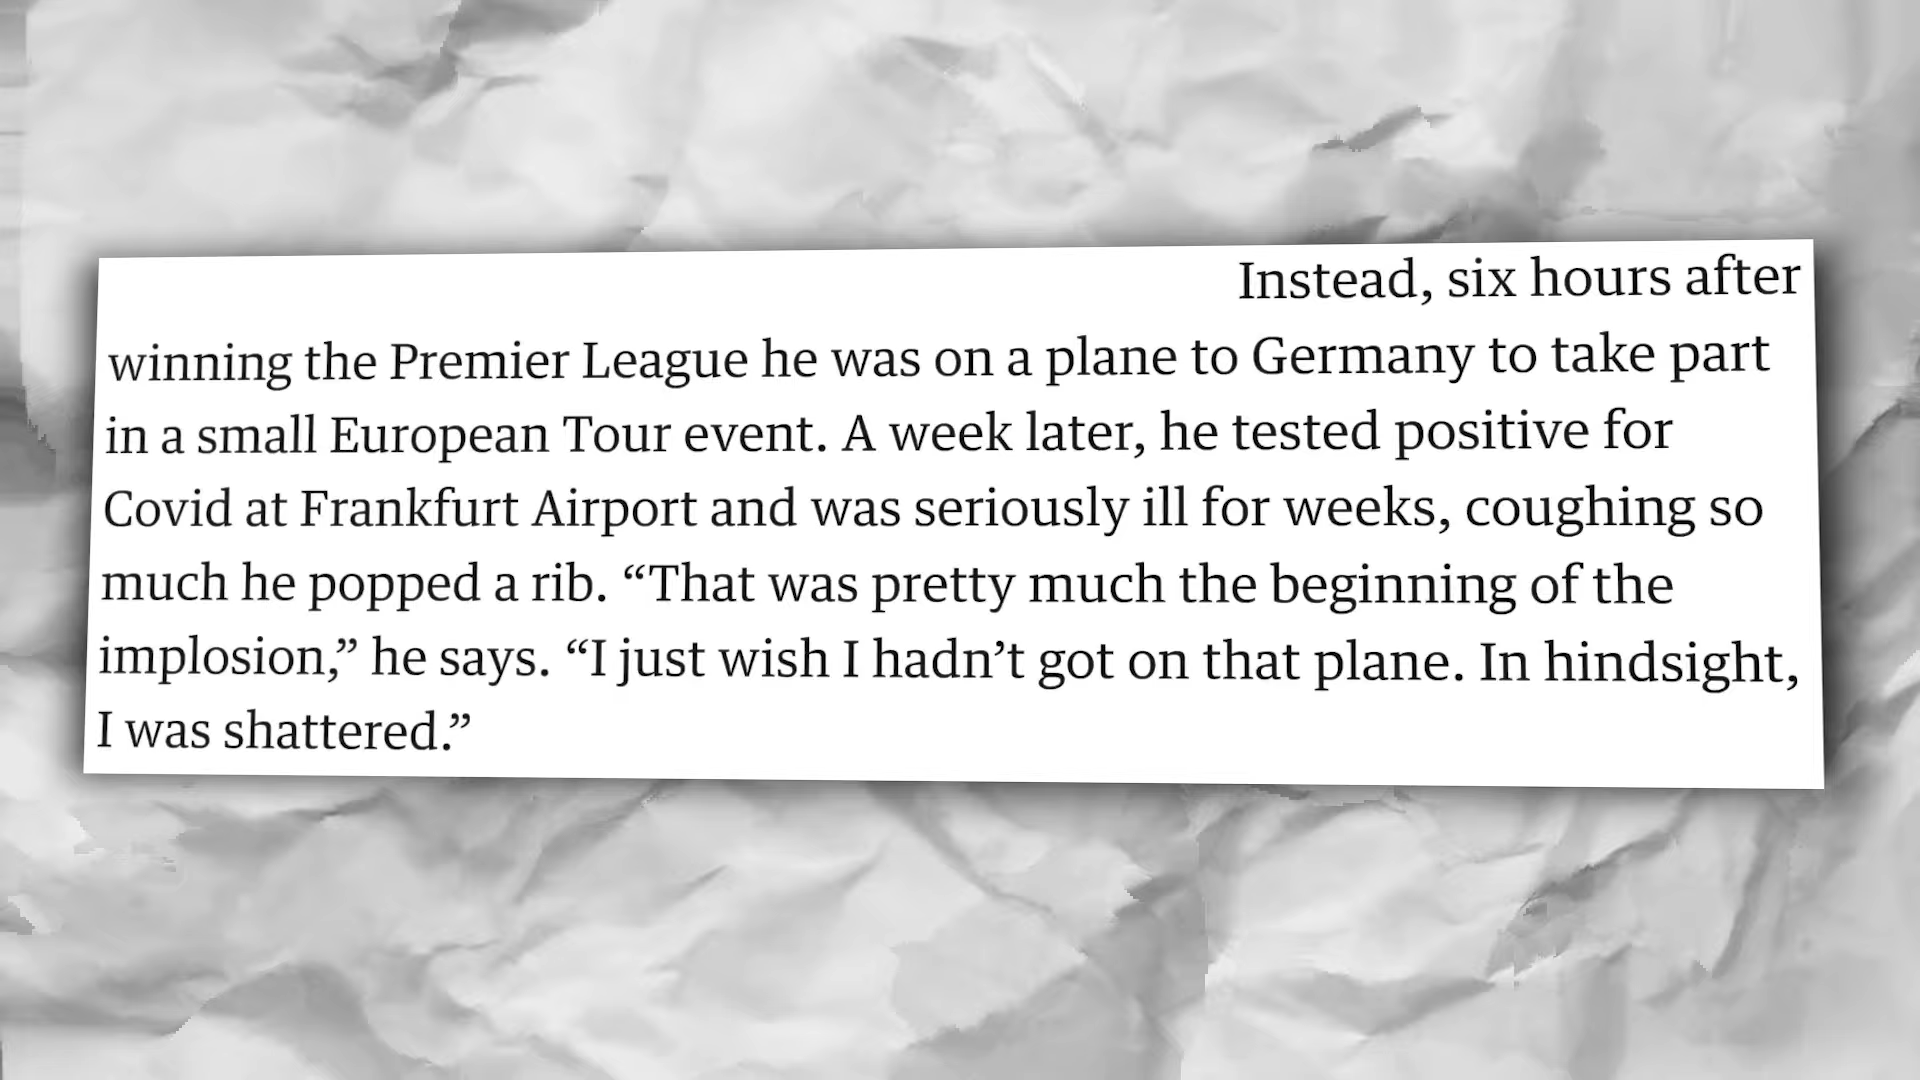 Instead, six hours after
winning the Premier League he was on a plane to Germany to take part
in a small European Tour event. A week later, he tested positive for
Covid at Frankfurt Airport and was seriously ill for weeks, coughing so
much he popped a rib. “That was pretty much the beginning of the
implosion,” he says. “I just wish I hadn’t got on that plane. In hindsight,
I was shattered.”